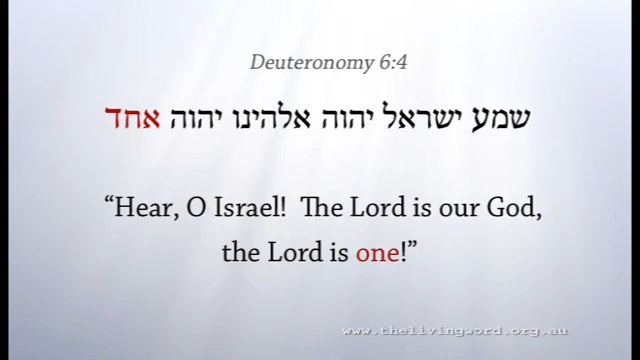 Deuteronomy 6:4
שמע ישראל יהוה אלהינו יהוה אחד
“Hear, O Israel!  The Lord is our God,
the Lord is one!”
www.thelivingword.org.au